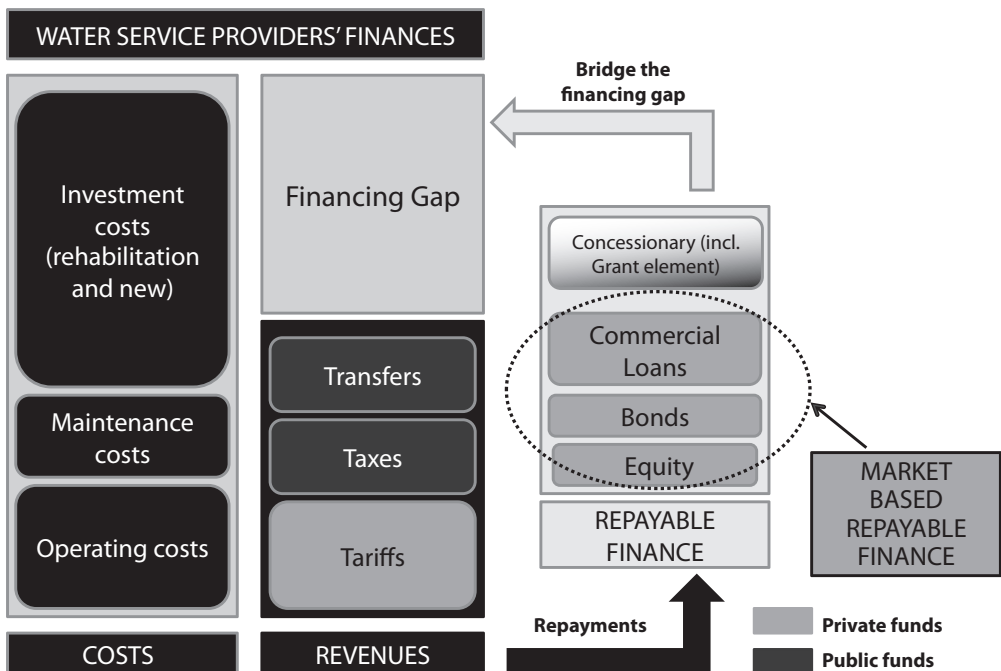 WATER SERVICE PROVIDERS’ FINANCES
Investment
costs
(rehabilitation
and new)
Maintenance
costs
Operating costs
COSTS
Financing Gap
Transfers
Taxes
Tariffs
REVENUES
Bridge the
financing gap
Concessionary (incl.
Grant element)
Commercial
Loans
Bonds
Equity
REPAYABLE
FINANCE
MARKET
BASED
REPAYABLE
FINANCE
Repayments
Private funds
Public funds